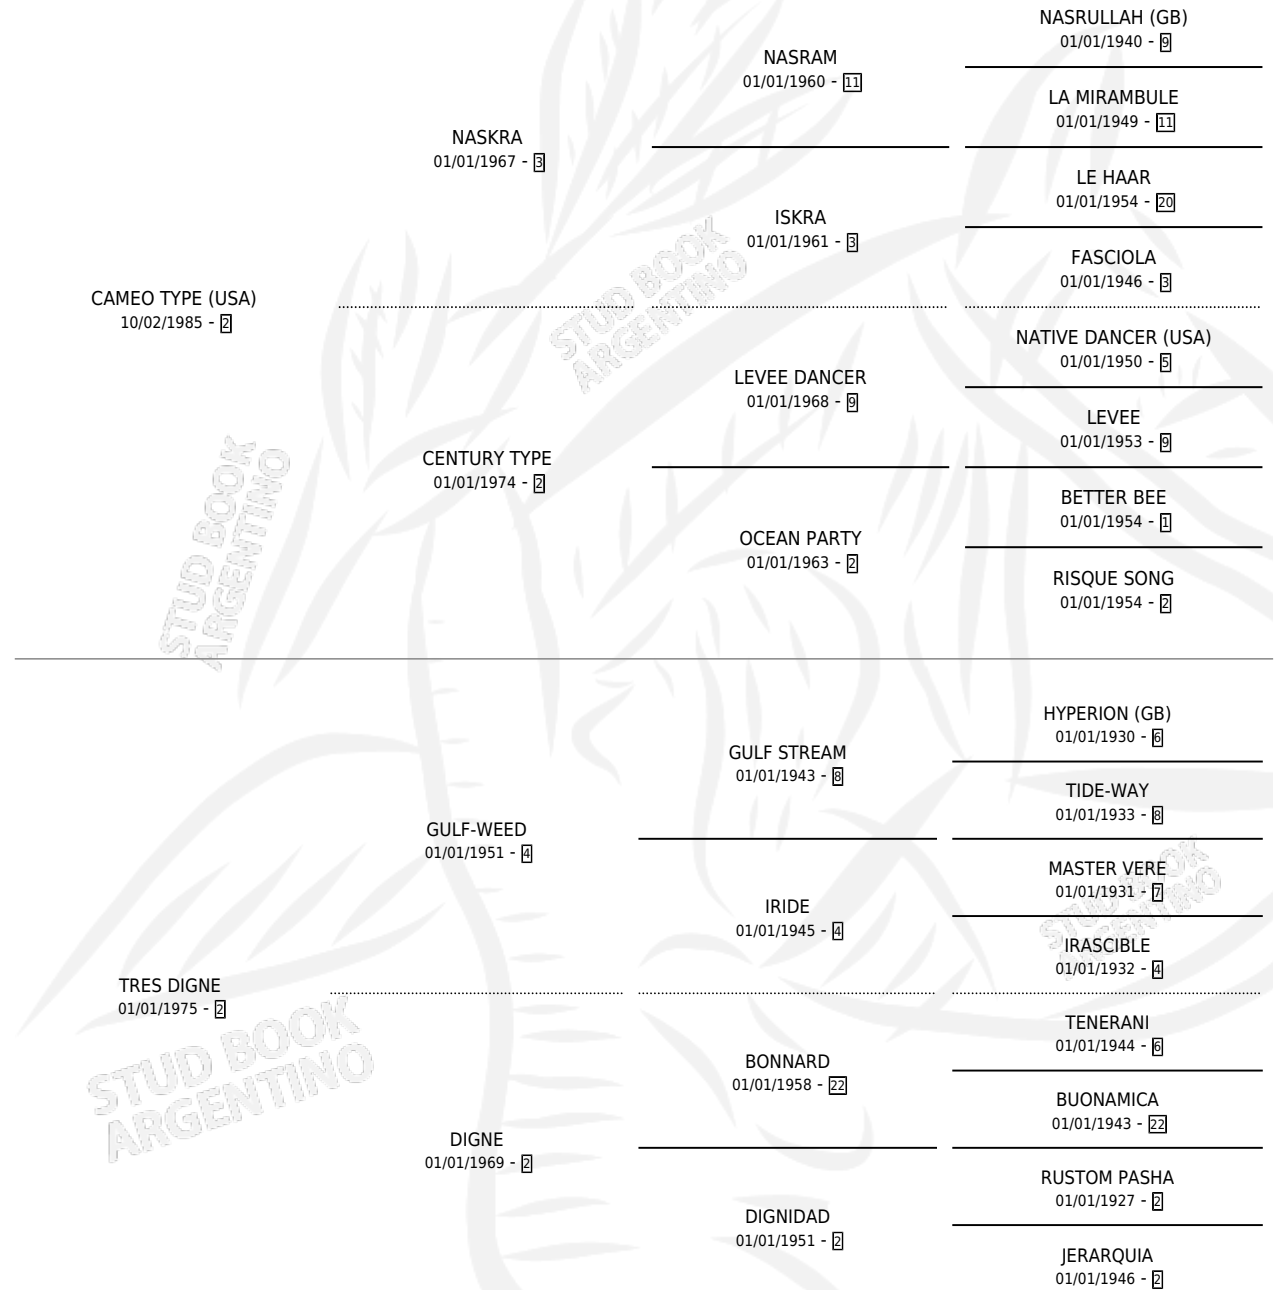 NASRULLAH (GB)
01/01/1940 - 9
NASRAM
01/01/1960 - 11
LA MIRAMBULE
01/01/1949 - 11
NASKRA
01/01/1967 - 3
LE HAAR
01/01/1954 - 20
ISKRA
01/01/1961 - 3
FASCIOLA
01/01/1946 - 3
CAMEO TYPE (USA)
10/02/1985 - 2
NATIVE DANCER (USA)
01/01/1950 - 5
LEVEE DANCER
01/01/1968 - 9
LEVEE
01/01/1953 - 9
CENTURY TYPE
01/01/1974 - 2
BETTER BEE
01/01/1954 - 1
OCEAN PARTY
01/01/1963 - 2
RISQUE SONG
01/01/1954 - 2
HYPERION (GB)
01/01/1930 - 6
GULF STREAM
01/01/1943 - 8
TIDE-WAY
01/01/1933 - 8
GULF-WEED
01/01/1951 - 4
MASTER VERE
01/01/1931 - 7
IRIDE
01/01/1945 - 4
IRASCIBLE
01/01/1932 - 4
TRES DIGNE
01/01/1975 - 2
TENERANI
01/01/1944 - 6
BONNARD
01/01/1958 - 22
BUONAMICA
01/01/1943 - 22
DIGNE
01/01/1969 - 2
RUSTOM PASHA
01/01/1927 - 2
DIGNIDAD
01/01/1951 - 2
JERARQUIA
01/01/1946 - 2
STUD BOOK
ARGENTINO
STUD BOOK
ARGENTINO
STUD BOOK
ARGENTINO
STUD BOOK
ARGENTINO